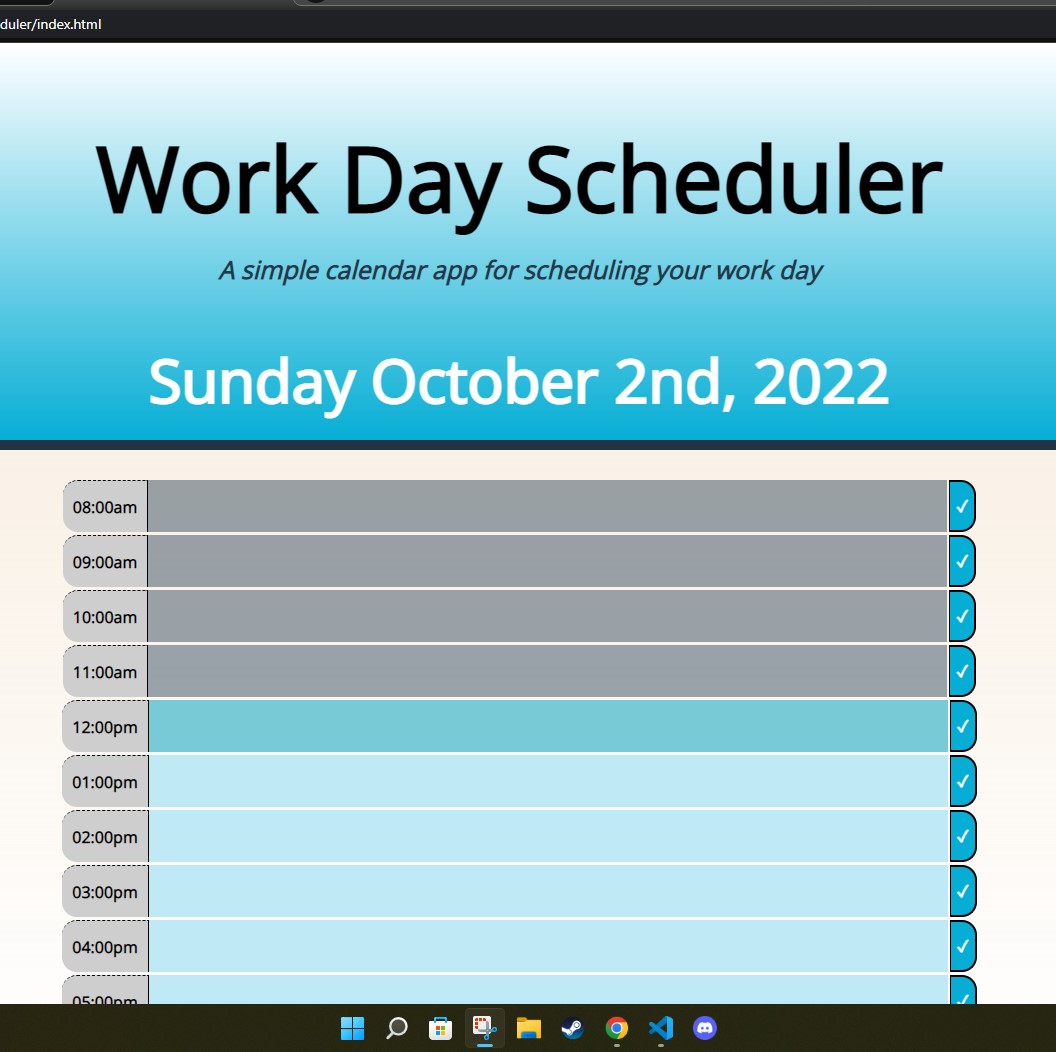 duler/index.html
Work Day Scheduler
A simple calendar app for scheduling your work day
Sunday October 2nd, 2022
08:00am ✓
09:00am ✓
10:00am ✓
11:00am ✓
12:00pm ✓
01:00pm ✓
02:00pm ✓
03:00pm ✓
04:00pm ✓
05:00pm ✓